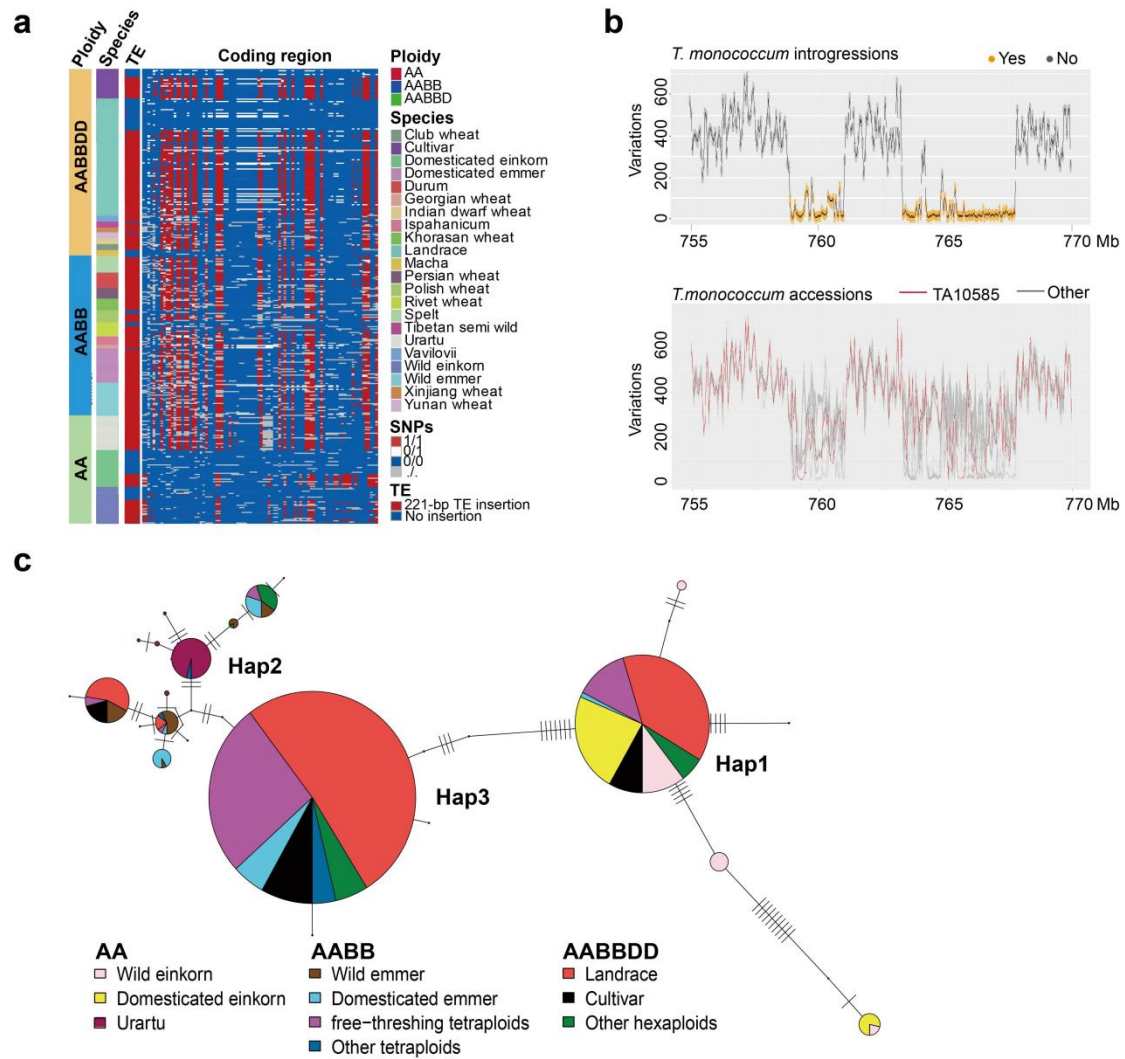 a
Ploidy
Species
TE
Coding region
AABBDD
AABB
AA
Ploidy
AA
AABB
AABBD
Species
Club wheat
Cultivar
Domesticated einkorn
Domesticated emmer
Durum
Georgian wheat
Indian dwarf wheat
Ispahanicum
Khorasan wheat
Landrace
Macha
Persian wheat
Polish wheat
Rivet wheat
Spelt
Tibetan semi wild
Urartu
Vavilovii
Wild einkorn
Wild emmer
Xinjiang wheat
Yunan wheat
SNPs
1/1
0/1
0/0
./.
TE
221-bp TE insertion
No insertion
b
T. monococcum introgressions
Yes No
Variations
600
400
200
0
755 760 765 770 Mb
T.monococcum accessions
TA10585 Other
Variations
600
400
200
0
755 760 765 770 Mb
c
Hap2
Hap3
Hap1
AA
Wild einkorn
Domesticated einkorn
Urartu
AABB
Wild emmer
Domesticated emmer
free-threshing tetraploids
Other tetraploids
AABBDD
Landrace
Cultivar
Other hexaploids